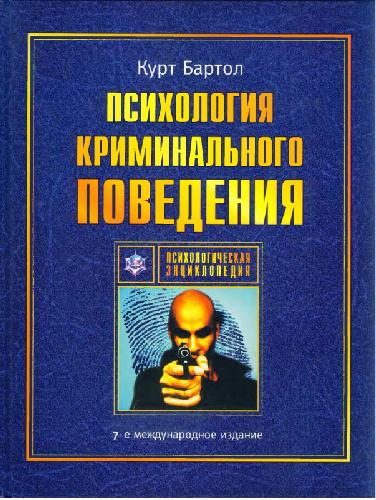 Курт Бартол
ПСИХОЛОГИЯ
КРИМИНАЛЬНОГО
ПОВЕДЕНИЯ
ПСИХОЛОГИЧЕСКАЯ
ЭНЦИКЛОПЕДИЯ
7-е международное издание